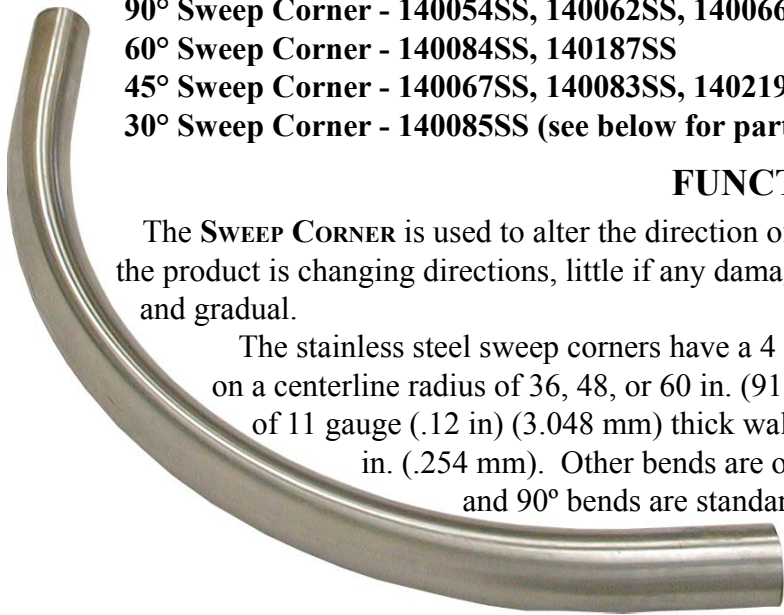 90° Sweep Corner - 140054SS, 140062SS, 140066
60° Sweep Corner - 140084SS, 140187SS
45° Sweep Corner - 140067SS, 140083SS, 140219
30° Sweep Corner - 140085SS (see below for part
FUNCT
The SWEEP CORNER is used to alter the direction o
the product is changing directions, little if any dama
and gradual.
The stainless steel sweep corners have a 4
on a centerline radius of 36, 48, or 60 in. (91
of 11 gauge (.12 in) (3.048 mm) thick wal
in. (.254 mm). Other bends are o
and 90º bends are standar